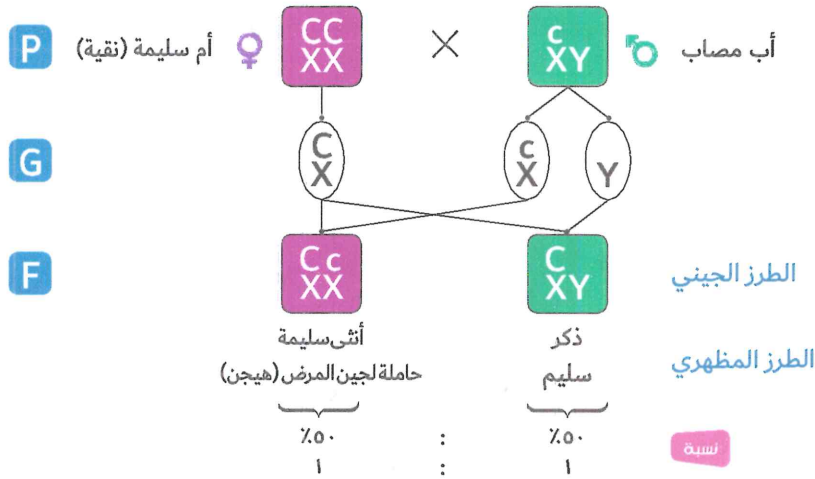 P أم سليمة (نقية) ♀ CC × c ♂ أب مصاب
XX XY
G C c Y
X X
F Cc C الطرز الجيني
XX XY
أنثى سليمة ذكر الطرز المظهري
حاملة لجين المرض (هيجن) سليم
٪٥٠ : ٪٥٠ نسبة
١ : ١